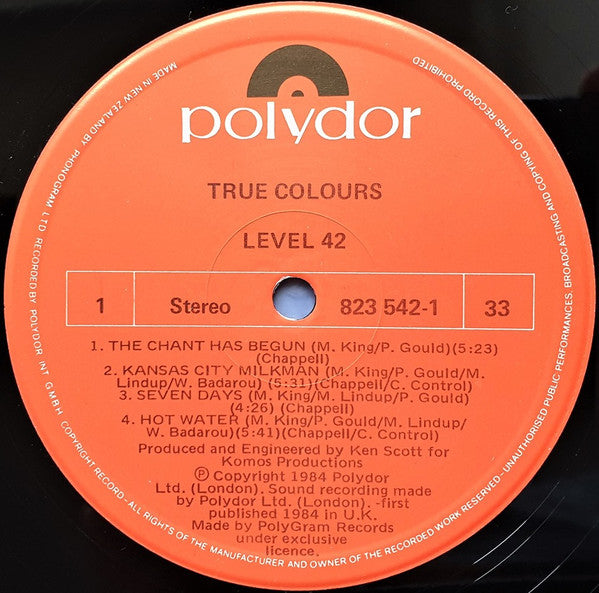 polydor
TRUE COLOURS
LEVEL 42
1 Stereo 823 542-1 33
1. THE CHANT HAS BEGUN (M. King/P. Gould)(5:23)
(Chappell)
2. KANSAS CITY MILKMAN (M. King/P. Gould/M.
Lindup/W. Badarou) (5:31)(Chappell/C. Control)
3. SEVEN DAYS (M. King/M. Lindup/P. Gould)
(4:26) (Chappell)
4. HOT WATER (M. King/P. Gould/M. Lindup/
W. Badarou)(5:41)(Chappell/C. Control)
Produced and Engineered by Ken Scott for
Komos Productions
Ⓟ Copyright 1984 Polydor
Ltd. (London). Sound recording made
by Polydor Ltd. (London). -first
published 1984 in U.K.
Made by PolyGram Records
under exclusive
licence.
MADE IN NEW ZEALAND BY PHONOGRAM LTD RECORDED BY POLYDOR INT. GMBH COPYRIGHT RECORD - ALL RIGHTS OF THE MANUFACTURER AND OWNER OF THE RECORDED WORK RESERVED - UNAUTHORISED PUBLIC PERFORMANCES, BROADCASTING AND COPYING OF THIS RECORD PROHIBITED